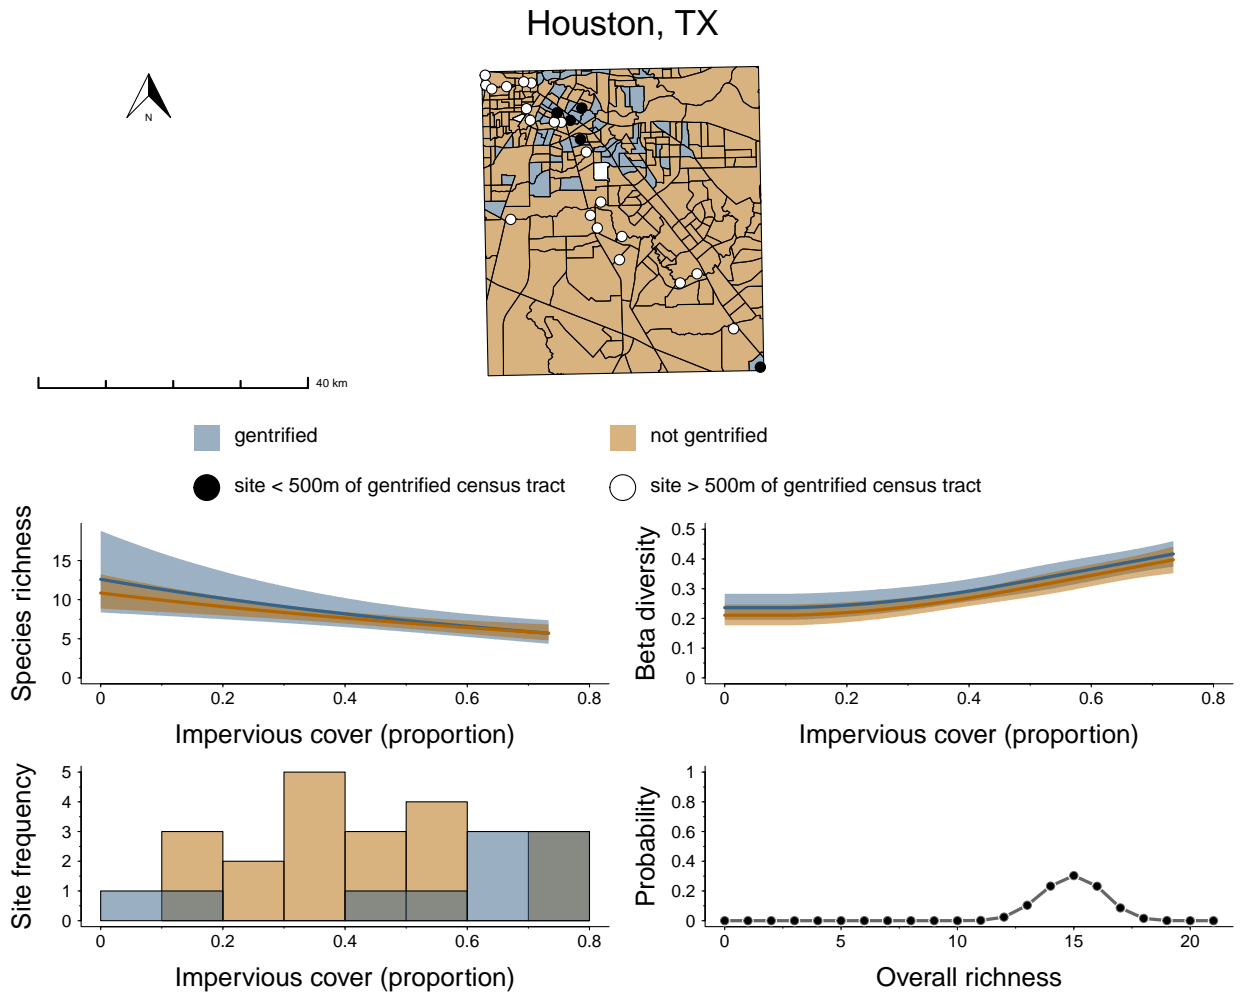 Houston, TX
N
40 km
gentrified
not gentrified
site < 500m of gentrified census tract
site > 500m of gentrified census tract
Species richness
15
10
5
0
0
0.2
0.4
0.6
0.8
Impervious cover (proportion)
Beta diversity
0.5
0.4
0.3
0.2
0.1
0
0
0.2
0.4
0.6
0.8
Impervious cover (proportion)
Site frequency
5
4
3
2
1
0
0
0.2
0.4
0.6
0.8
Impervious cover (proportion)
Probability
1
0.8
0.6
0.4
0.2
0
0
5
10
15
20
Overall richness